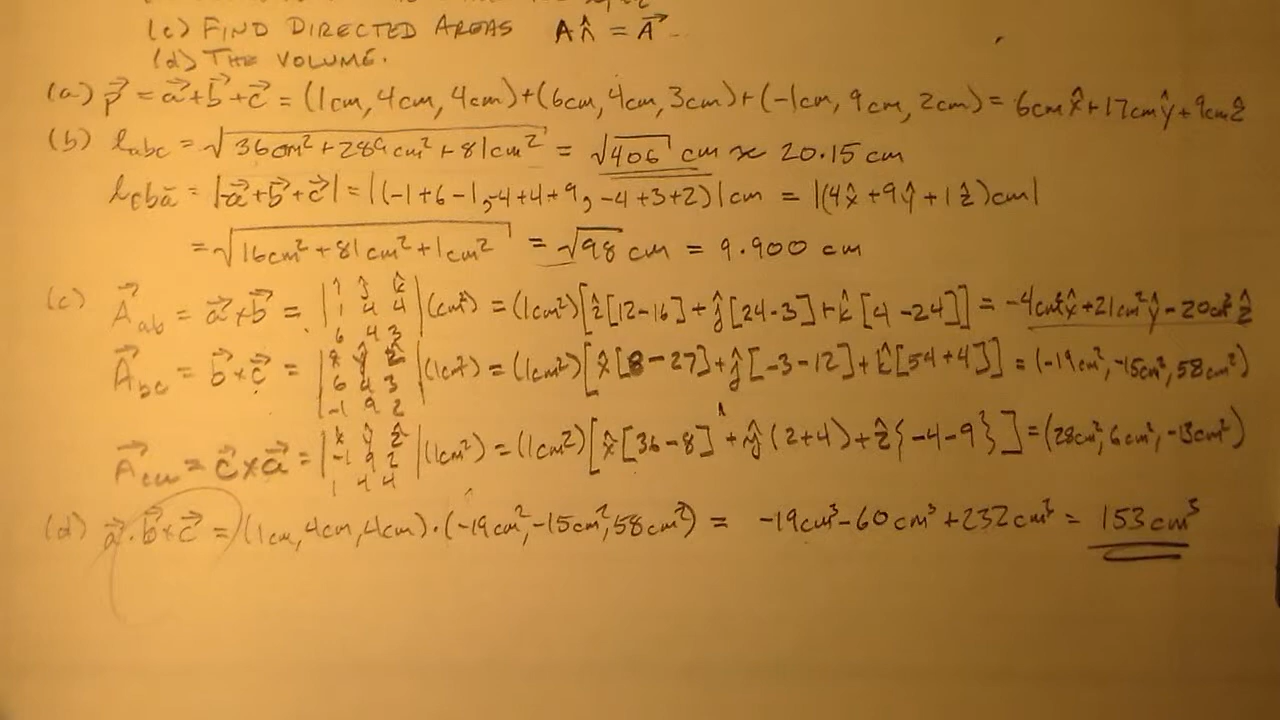 (c) FIND DIRECTED AREAS A n̂ = A⃗
(d) THE VOLUME.
(a) p⃗ = a⃗+b⃗+c⃗ = (1cm, 4cm, 4cm)+(6cm, 4cm, 3cm)+(-1cm, 9cm, 2cm) = 6cm x̂+17cm ŷ+9cm ẑ
(b) l_abc = √(36cm²+289cm²+81cm²) = √406 cm ≈ 20.15 cm
= |-a⃗+b⃗+c⃗| = |(-1+6-1, -4+4+9, -4+3+2)|cm = |(4x̂+9ŷ+1ẑ)cm|
= √(16cm²+81cm²+1cm²) = √98 cm = 9.900 cm
(c) A⃗_ab = a⃗×b⃗ = |î ĵ k̂; 1 4 4; 6 4 3|(cm²) = (1cm²)[î[12-16]+ĵ[24-3]+k̂[4-24]] = -4cm² x̂+21cm² ŷ-20cm² ẑ
A⃗_bc = b⃗×c⃗ = |x̂ ŷ ẑ; 6 4 3; -1 9 2|(1cm²) = (1cm²)[x̂[8-27]+ĵ[-3-12]+k̂[54+4]] = (-19cm², -15cm², 58cm²)
A⃗_ca = c⃗×a⃗ = |x̂ ŷ ẑ; -1 9 2; 1 4 4|(1cm²) = (1cm²)[x̂[36-8]+ŷ(2+4)+ẑ{-4-9}] = (28cm², 6cm², -13cm²)
(d) a⃗·b⃗×c⃗ = (1cm, 4cm, 4cm)·(-19cm², -15cm², 58cm²) = -19cm³-60cm³+232cm³ = 153cm³